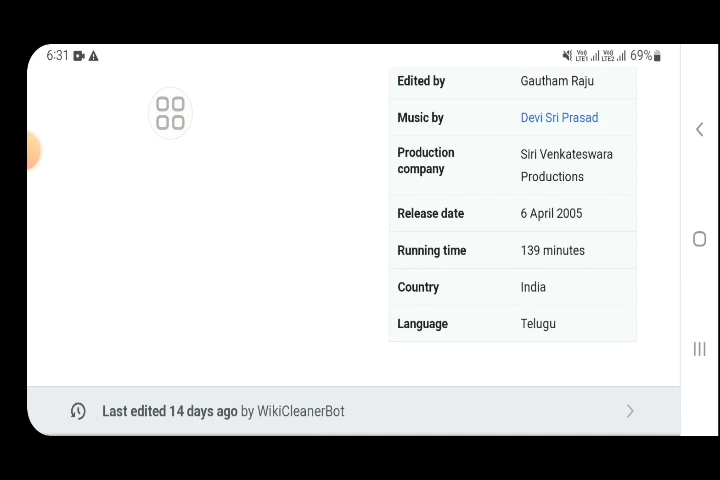 6:31 69%
Edited by Gautham Raju
Music by Devi Sri Prasad
Production company Siri Venkateswara Productions
Release date 6 April 2005
Running time 139 minutes
Country India
Language Telugu
Last edited 14 days ago by WikiCleanerBot